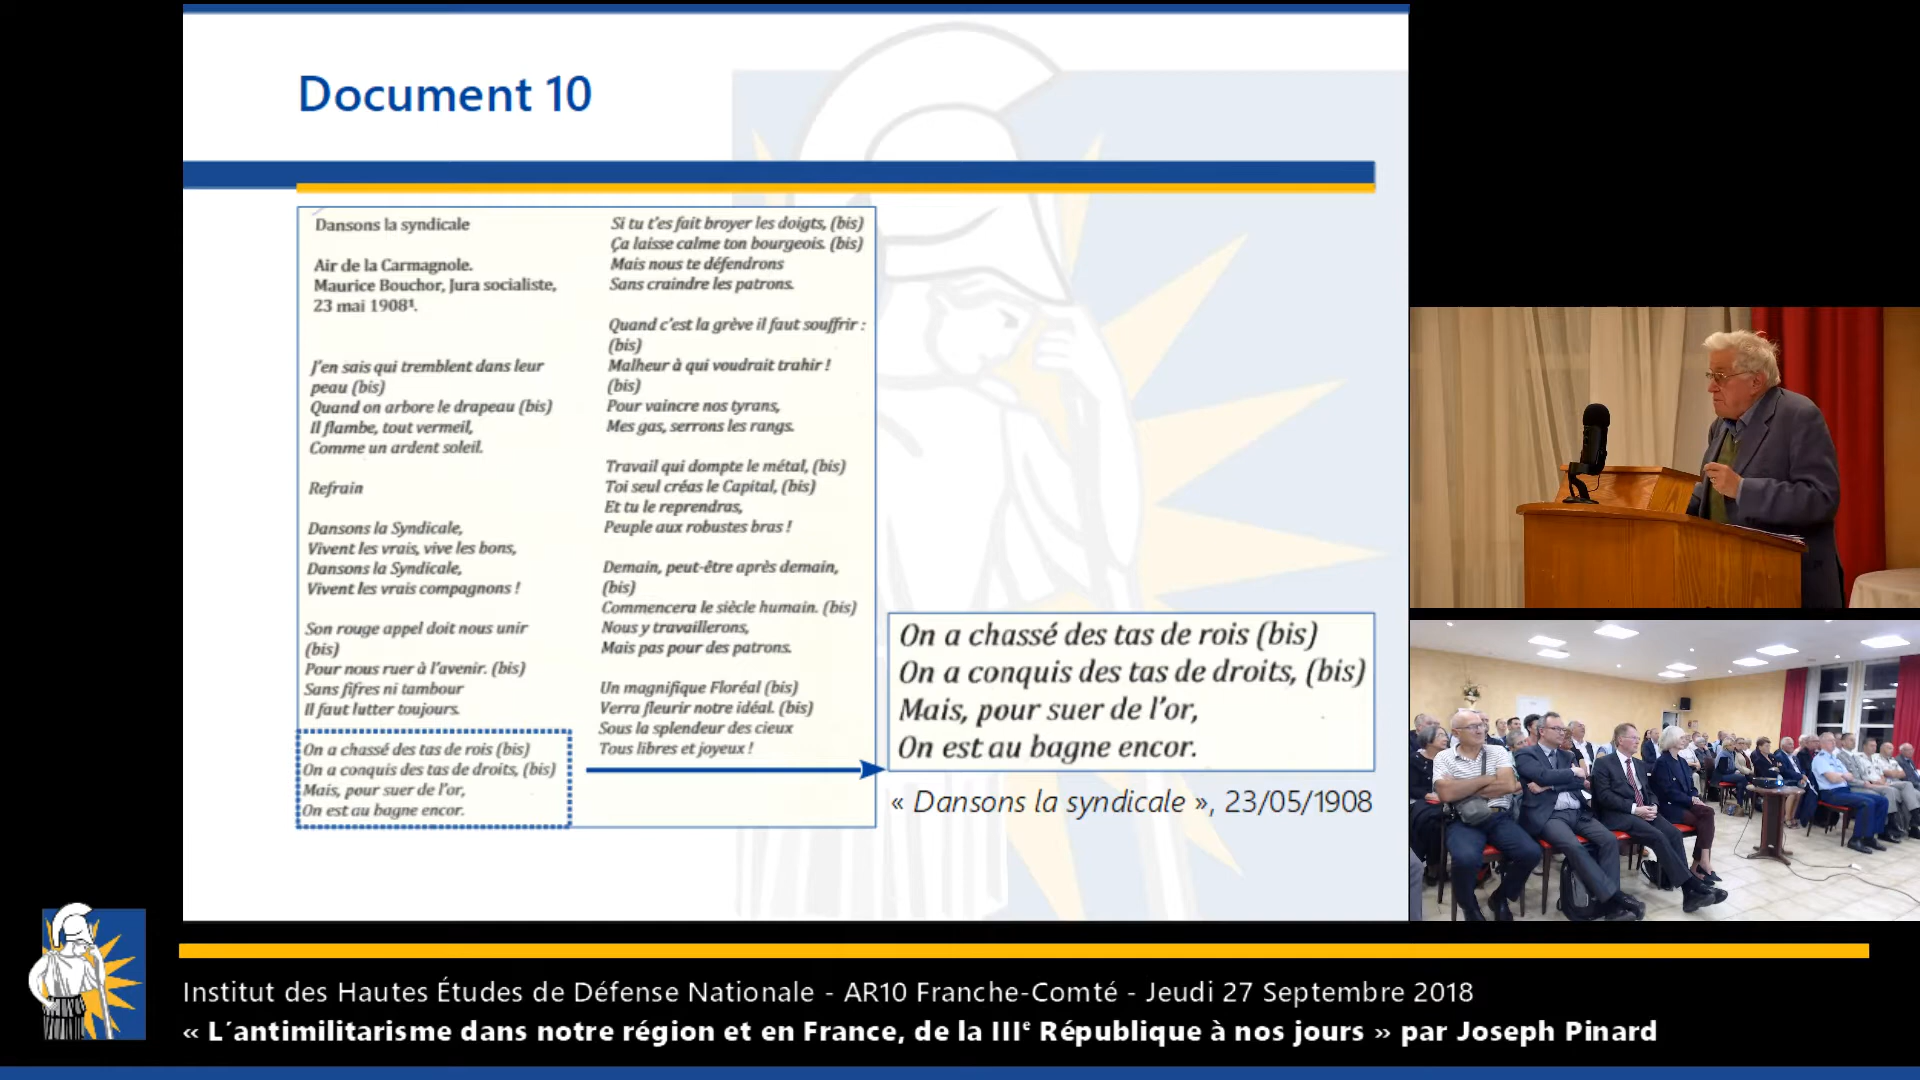 Document 10
Dansons la syndicale
Air de la Carmagnole.
Maurice Bouchor, Jura socialiste,
23 mai 1908¹.
J'en sais qui tremblent dans leur
peau (bis)
Quand on arbore le drapeau (bis)
Il flambe, tout vermeil,
Comme un ardent soleil.
Refrain
Dansons la Syndicale,
Vivent les vrais, vive les bons,
Dansons la Syndicale,
Vivent les vrais compagnons !
Son rouge appel doit nous unir
(bis)
Pour nous ruer à l'avenir. (bis)
Sans fifres ni tambour
Il faut lutter toujours.
On a chassé des tas de rois (bis)
On a conquis des tas de droits, (bis)
Mais, pour suer de l'or,
On est au bagne encor.
Si tu t'es fait broyer les doigts, (bis)
Ça laisse calme ton bourgeois. (bis)
Mais nous te défendrons
Sans craindre les patrons.
Quand c'est la grève il faut souffrir :
(bis)
Malheur à qui voudrait trahir !
(bis)
Pour vaincre nos tyrans,
Mes gas, serrons les rangs.
Travail qui dompte le métal, (bis)
Toi seul créas le Capital, (bis)
Et tu le reprendras,
Peuple aux robustes bras !
Demain, peut-être après demain,
(bis)
Commencera le siècle humain. (bis)
Nous y travaillerons,
Mais pas pour des patrons.
Un magnifique Floréal (bis)
Verra fleurir notre idéal. (bis)
Sous la splendeur des cieux
Tous libres et joyeux !
On a chassé des tas de rois (bis)
On a conquis des tas de droits, (bis)
Mais, pour suer de l'or,
On est au bagne encor.
« Dansons la syndicale », 23/05/1908
Institut des Hautes Études de Défense Nationale - AR10 Franche-Comté - Jeudi 27 Septembre 2018
« L´antimilitarisme dans notre région et en France, de la IIIᵉ République à nos jours » par Joseph Pinard